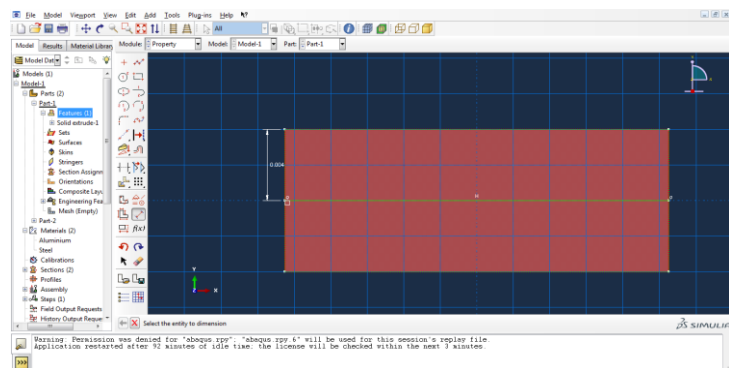 File Model Viewport View Edit Add Tools Plug-ins Help
All
Model Results Material Library Module: Property Model: Model-1 Part: Part-1
Model Dat
Models (1)
Model-1
Parts (2)
Part-1
Features (1)
Solid extrude-1
Sets
Surfaces
Skins
Stringers
Section Assignn
Orientations
Composite Layu
Engineering Fea
Mesh (Empty)
Part-2
Materials (2)
Aluminium
Steel
Calibrations
Sections (2)
Profiles
Assembly
Steps (1)
Field Output Requests
History Output Reque
f(x)
0.004
H
Y
X
Select the entity to dimension
SIMULIA
Warning: Permission was denied for "abaqus.rpy"; "abaqus.rpy.6" will be used for this session's replay file.
Application restarted after 92 minutes of idle time; the license will be checked within the next 3 minutes.
>>>